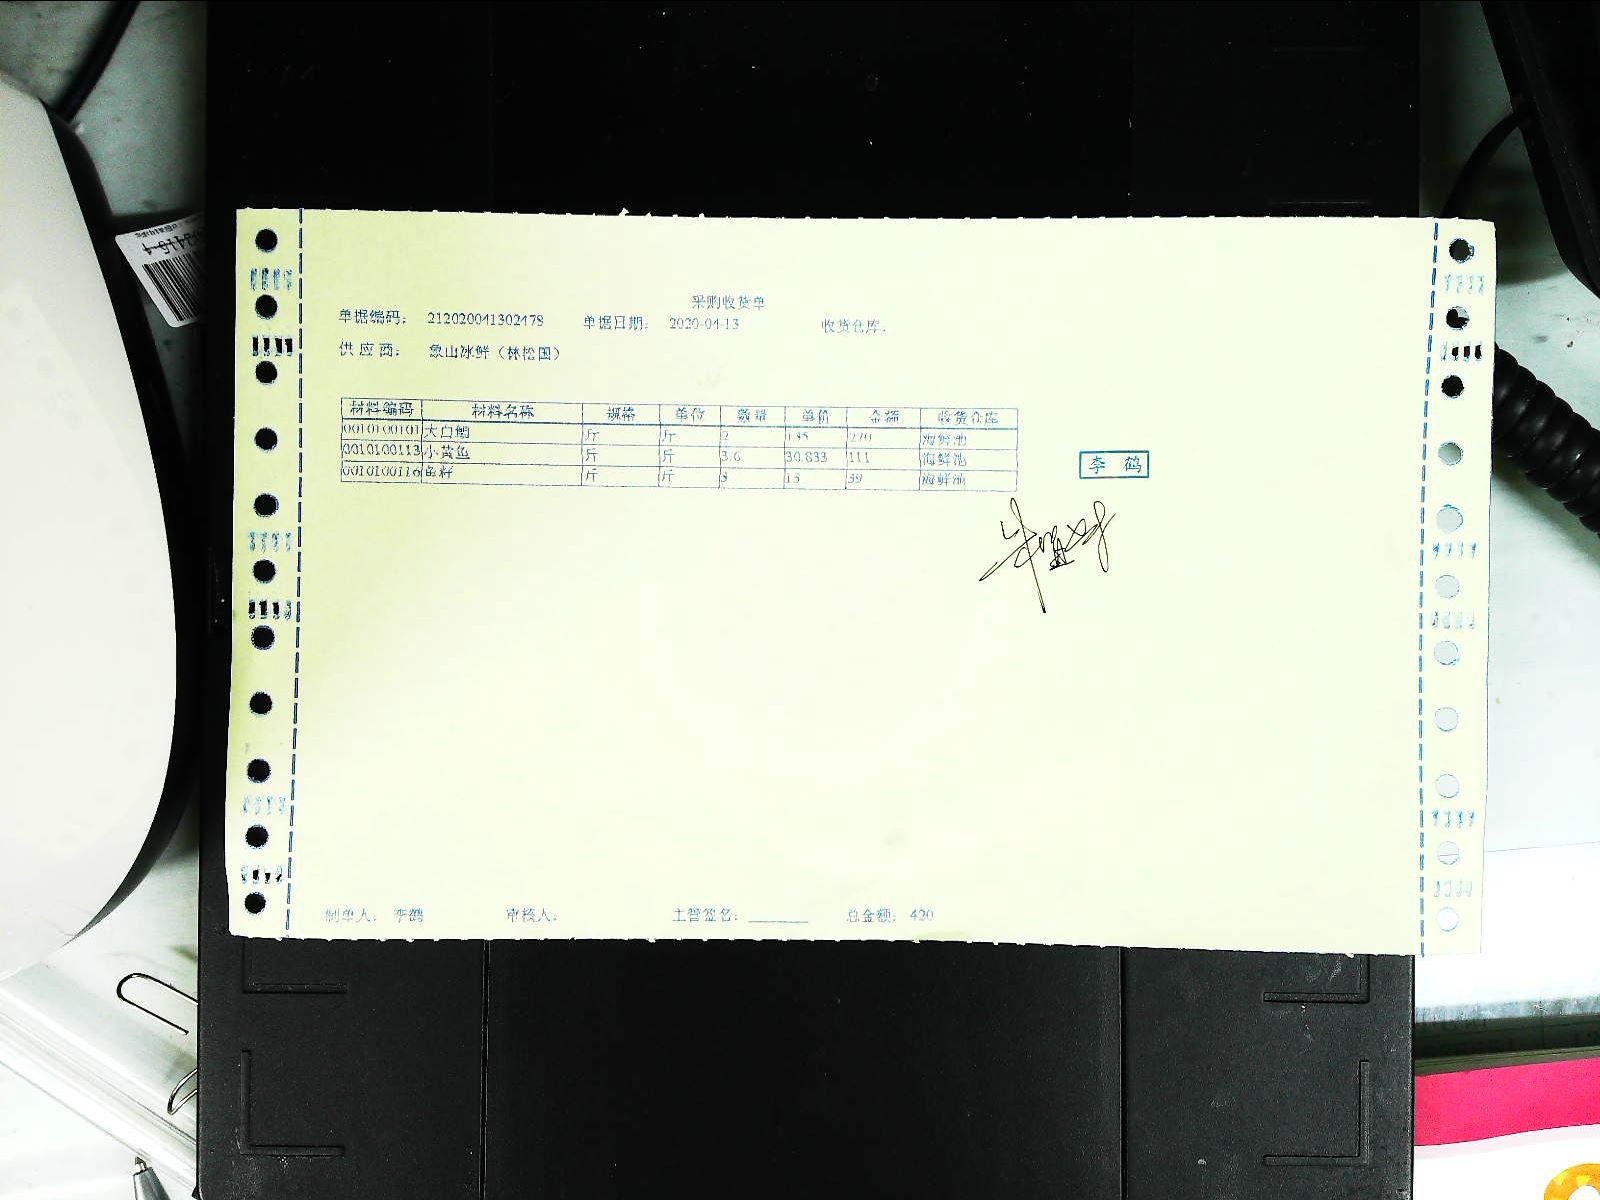 采购收货单
单据编码： 212020041302478 单据日期： 2020-04-13 收货仓库：
供应商： 象山冰鲜（林松国）
材料编码 材料名称 规格 单位 数量 单价 金额 收货仓库
0010100101 大白鲳 斤 斤 2 135 270 海鲜池
0010100113 小黄鱼 斤 斤 3.6 30.833 111 海鲜池
0010100116 鱼籽 斤 斤 3 13 39 海鲜池
李鹤
制单人： 李鹤 审核人： 主管签名： 总金额： 420